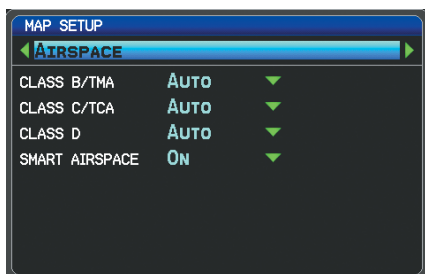 MAP SETUP
AIRSPACE
CLASS B/TMA AUTO
CLASS C/TCA AUTO
CLASS D AUTO
SMART AIRSPACE ON